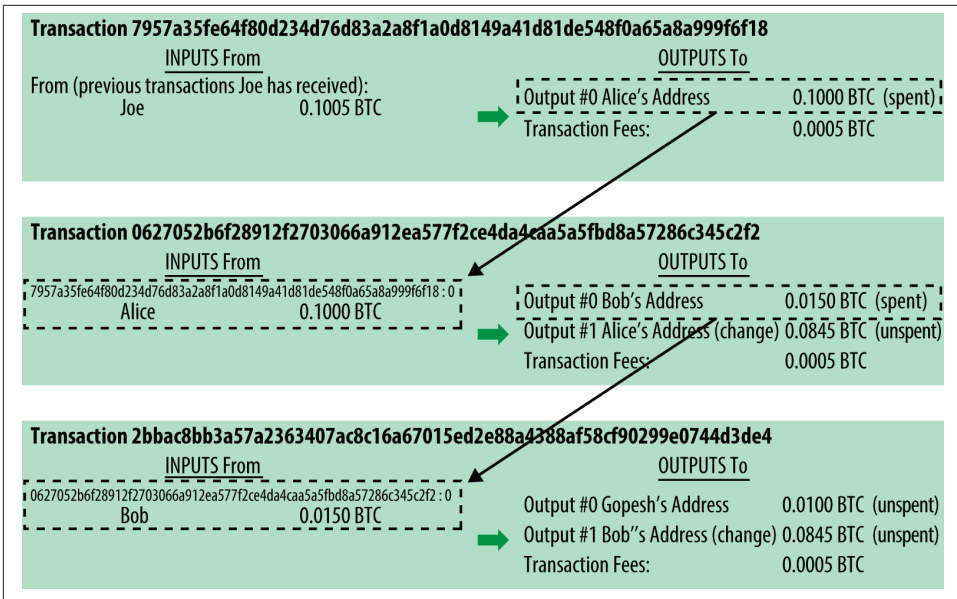 Transaction 7957a35fe64f80d234d76d83a2a8f1a0d8149a41d81de548f0a65a8a999f6f18
INPUTS From OUTPUTS To
From (previous transactions Joe has received):
Joe 0.1005 BTC
Output #0 Alice's Address 0.1000 BTC (spent)
Transaction Fees: 0.0005 BTC
Transaction 0627052b6f28912f2703066a912ea577f2ce4da4caa5a5fbd8a57286c345c2f2
INPUTS From OUTPUTS To
7957a35fe64f80d234d76d83a2a8f1a0d8149a41d81de548f0a65a8a999f6f18 : 0
Alice 0.1000 BTC
Output #0 Bob's Address 0.0150 BTC (spent)
Output #1 Alice's Address (change) 0.0845 BTC (unspent)
Transaction Fees: 0.0005 BTC
Transaction 2bbac8bb3a57a2363407ac8c16a67015ed2e88a4388af58cf90299e0744d3de4
INPUTS From OUTPUTS To
0627052b6f28912f2703066a912ea577f2ce4da4caa5a5fbd8a57286c345c2f2 : 0
Bob 0.0150 BTC
Output #0 Gopesh's Address 0.0100 BTC (unspent)
Output #1 Bob"s Address (change) 0.0845 BTC (unspent)
Transaction Fees: 0.0005 BTC